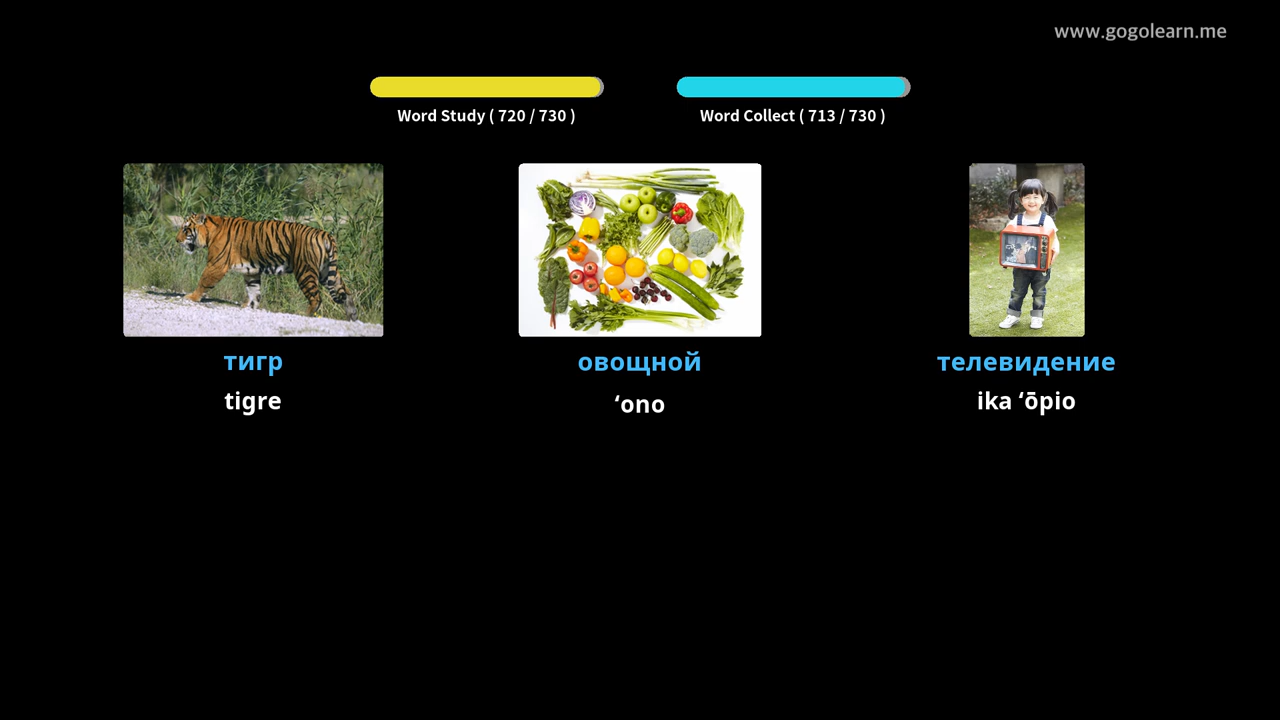 www.gogolearn.me
Word Study ( 720 / 730 )
Word Collect ( 713 / 730 )
тигр
овощной
телевидение
tigre
ʻono
ika ʻōpio